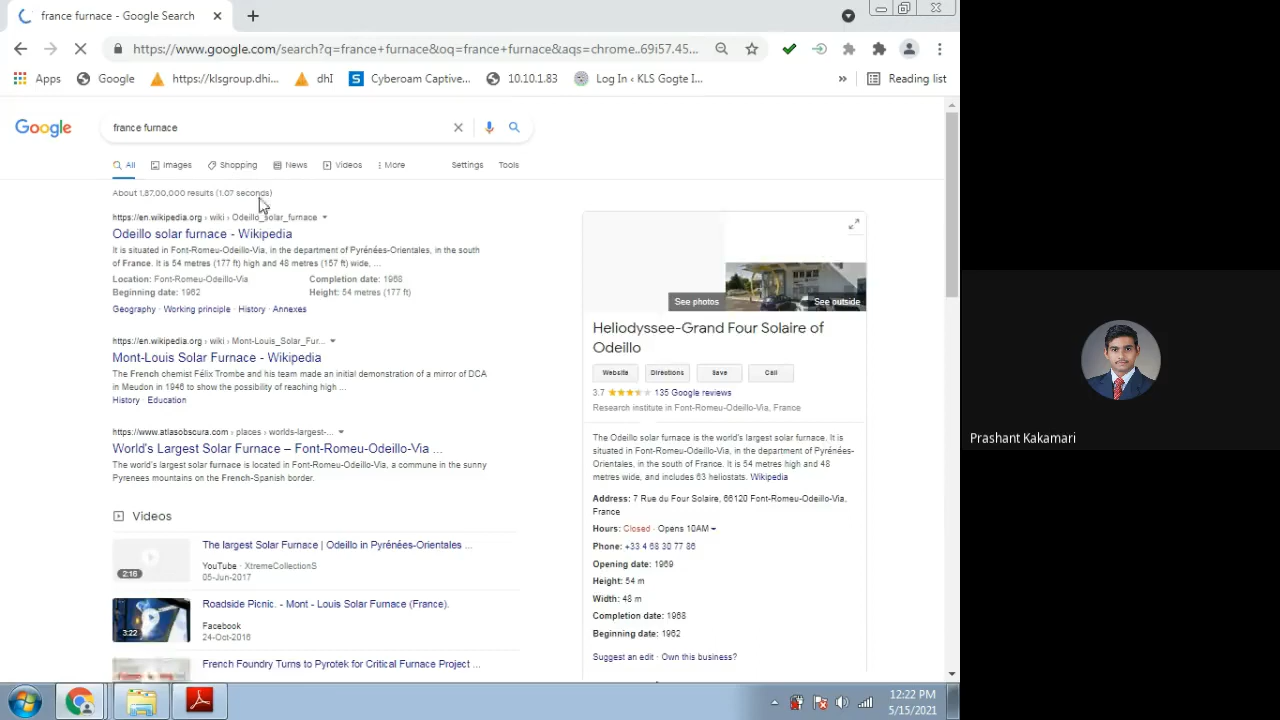 france furnace - Google Search
https://www.google.com/search?q=france+furnace&oq=france+furnace&aqs=chrome..69i57.45...
Apps Google https://klsgroup.dhi... dhI Cyberoam Captive... 10.10.1.83 Log In ‹ KLS Gogte I... » Reading list
Google france furnace
All Images Shopping News Videos More Settings Tools
About 1,87,00,000 results (1.07 seconds)
https://en.wikipedia.org › wiki › Odeillo_solar_furnace
Odeillo solar furnace - Wikipedia
It is situated in Font-Romeu-Odeillo-Via, in the department of Pyrénées-Orientales, in the south
of France. It is 54 metres (177 ft) high and 48 metres (157 ft) wide, ...
Location: Font-Romeu-Odeillo-Via Completion date: 1968
Beginning date: 1962 Height: 54 metres (177 ft)
Geography · Working principle · History · Annexes
https://en.wikipedia.org › wiki › Mont-Louis_Solar_Fur...
Mont-Louis Solar Furnace - Wikipedia
The French chemist Félix Trombe and his team made an initial demonstration of a mirror of DCA
in Meudon in 1946 to show the possibility of reaching high ...
History · Education
https://www.atlasobscura.com › places › worlds-largest-...
World's Largest Solar Furnace – Font-Romeu-Odeillo-Via ...
The world's largest solar furnace is located in Font-Romeu-Odeillo-Via, a commune in the sunny
Pyrenees mountains on the French-Spanish border.
Videos
2:16
The largest Solar Furnace | Odeillo in Pyrénées-Orientales ...
YouTube · XtremeCollectionS
05-Jun-2017
3:22
Roadside Picnic. - Mont - Louis Solar Furnace (France).
Facebook
24-Oct-2016
French Foundry Turns to Pyrotek for Critical Furnace Project ...
See photos See outside
Heliodyssee-Grand Four Solaire of
Odeillo
Website Directions Save Call
3.7 135 Google reviews
Research institute in Font-Romeu-Odeillo-Via, France
The Odeillo solar furnace is the world's largest solar furnace. It is
situated in Font-Romeu-Odeillo-Via, in the department of Pyrénées-
Orientales, in the south of France. It is 54 metres high and 48
metres wide, and includes 63 heliostats. Wikipedia
Address: 7 Rue du Four Solaire, 66120 Font-Romeu-Odeillo-Via,
France
Hours: Closed · Opens 10AM
Phone: +33 4 68 30 77 86
Opening date: 1969
Height: 54 m
Width: 48 m
Completion date: 1968
Beginning date: 1962
Suggest an edit · Own this business?
12:22 PM
5/15/2021
Prashant Kakamari